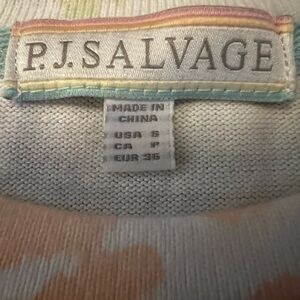 P.J. SALVAGE
MADE IN
CHINA
USA S
CA P
EUR 36